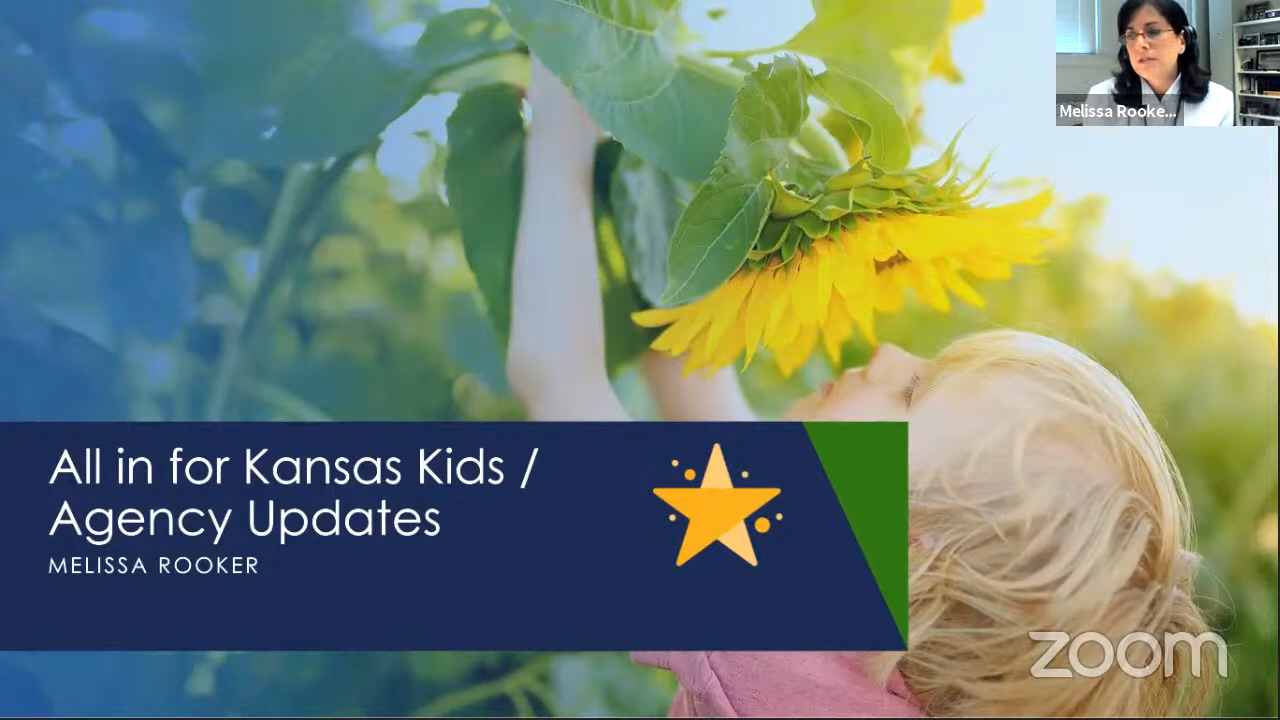 Melissa Rooke...
All in for Kansas Kids /
Agency Updates
MELISSA ROOKER
zoom